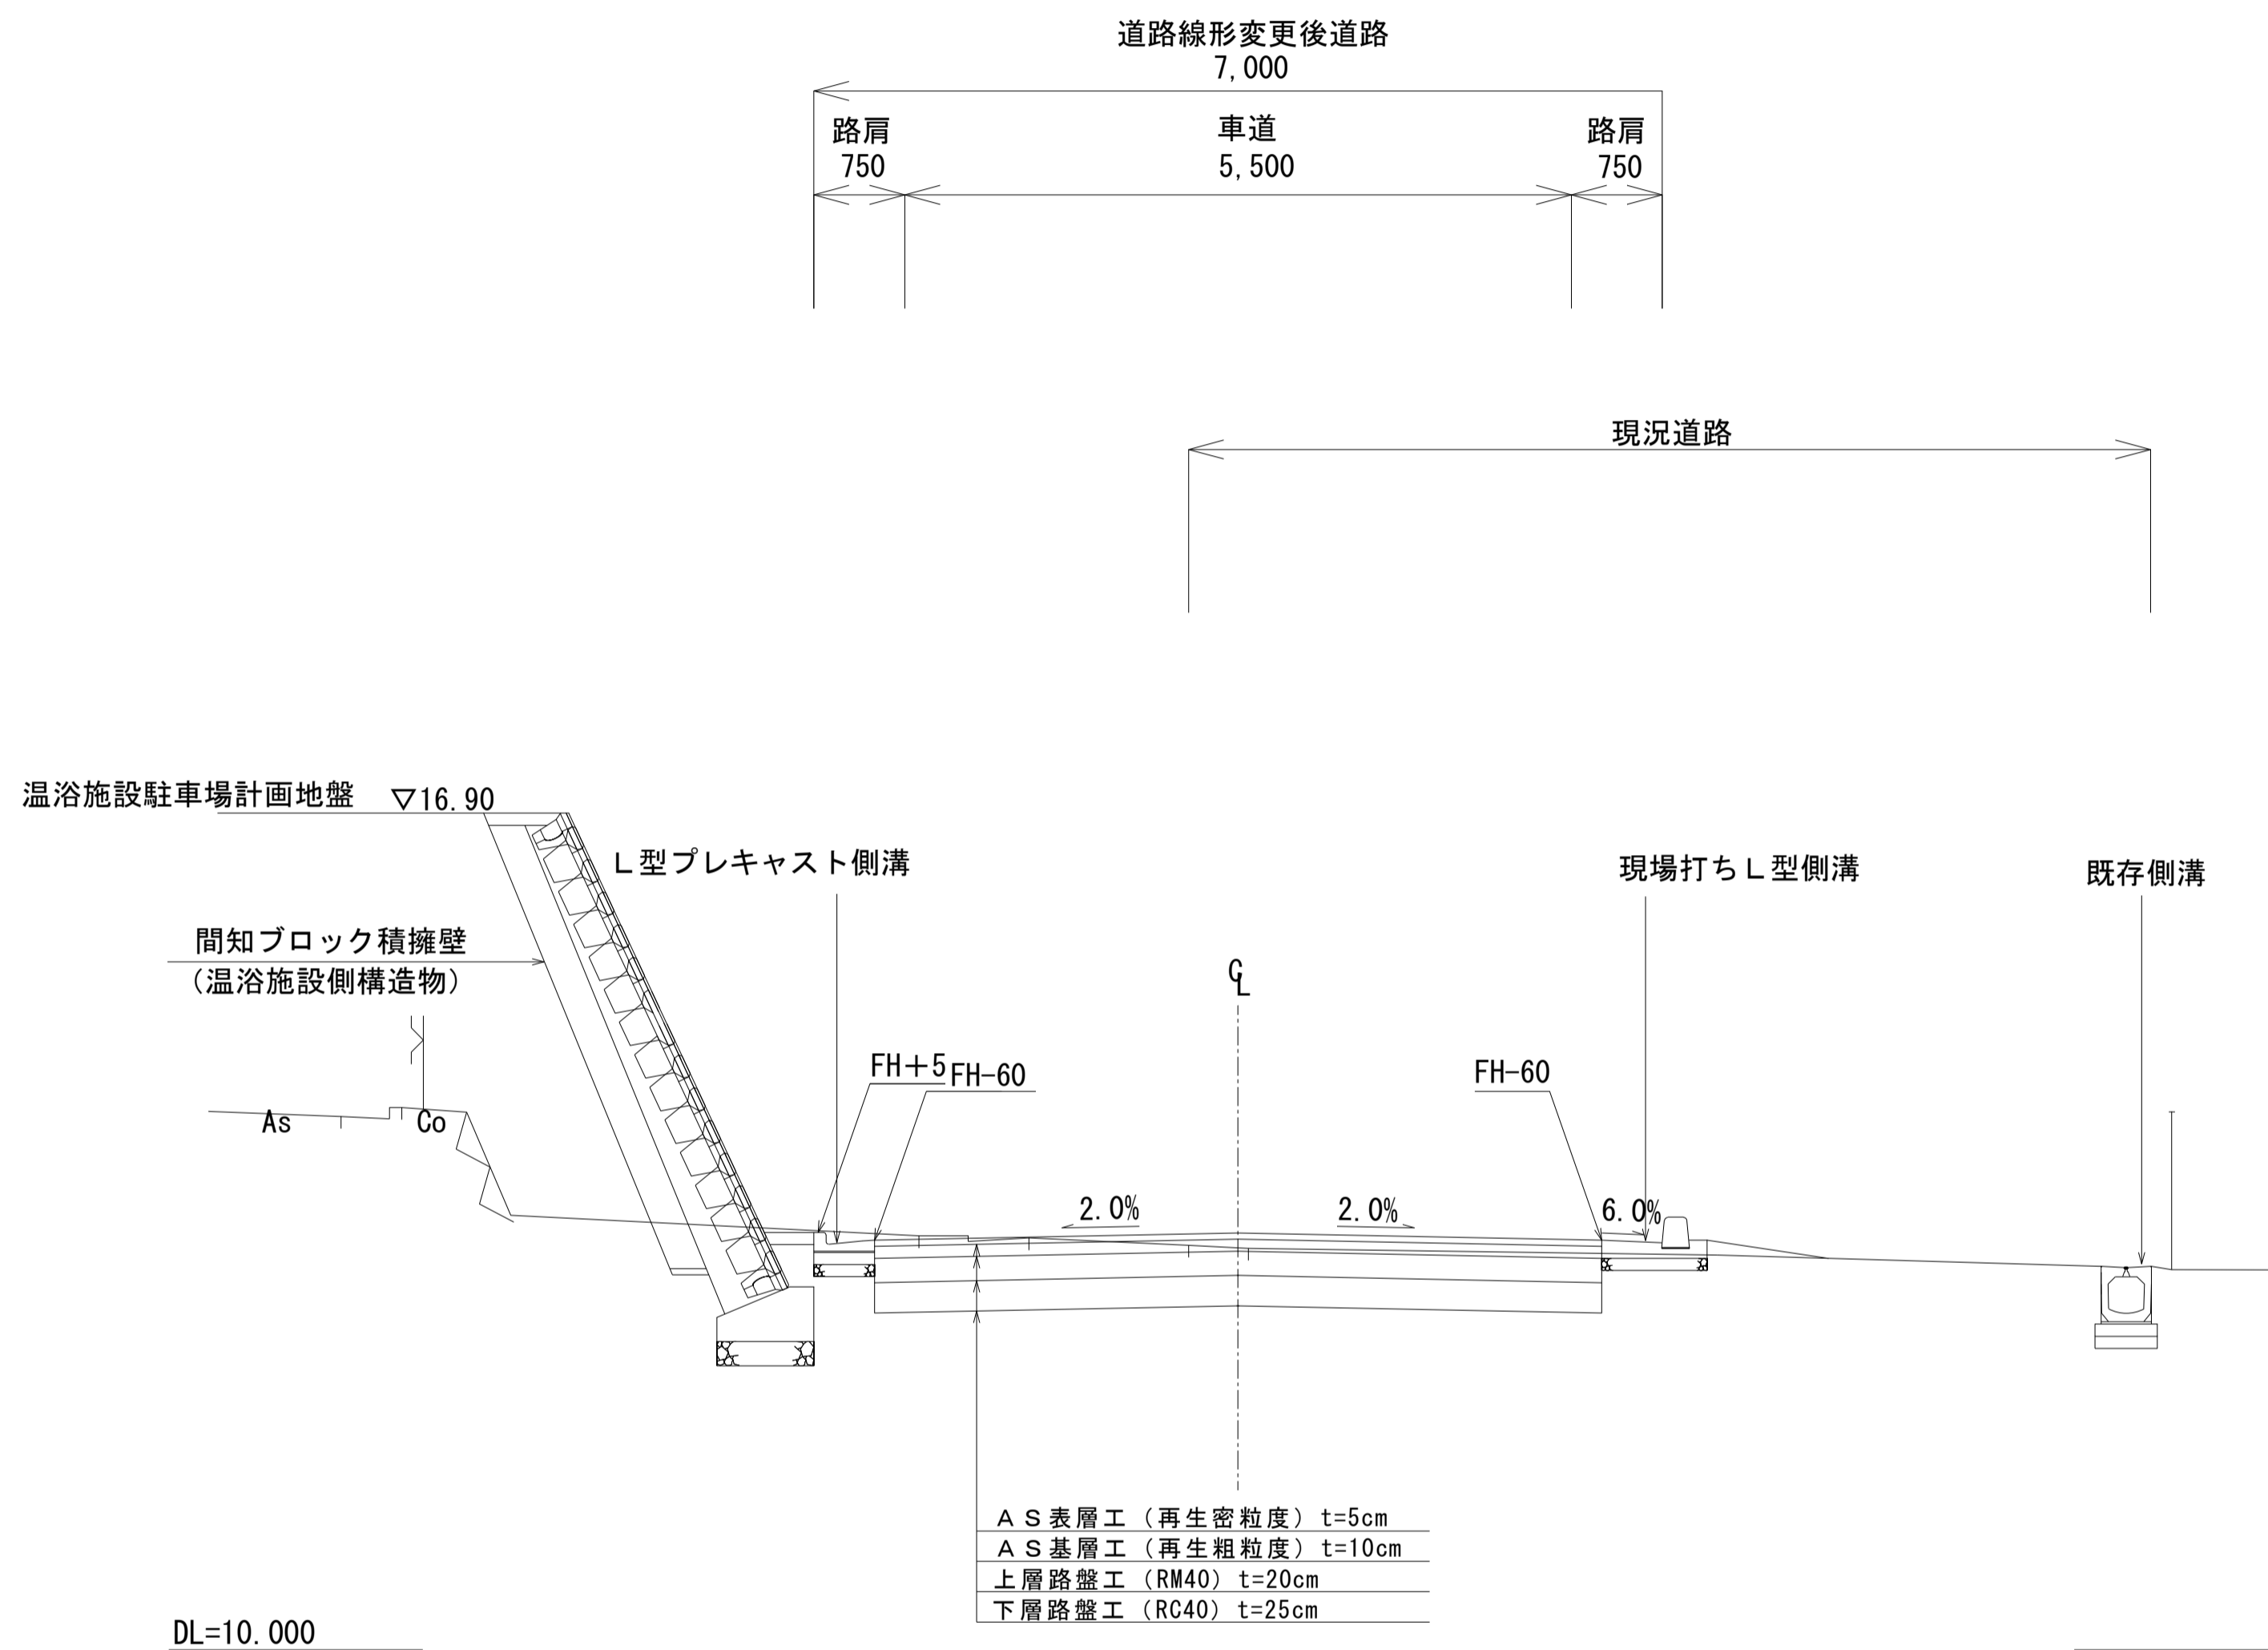 道路線形変更後道路
7,000
路肩
車道
路肩
750
5,500
750
現況道路
温浴施設駐車場計画地盤 ▽16.90
L型プレキャスト側溝
現場打ちL型側溝
既存側溝
間知ブロック積擁壁
(温浴施設側構造物)
CL
FH+5
FH-60
FH-60
As
Co
2.0%
2.0%
6.0%
AS表層工(再生密粒度)t=5cm
AS基層工(再生粗粒度)t=10cm
上層路盤工(RM40)t=20cm
下層路盤工(RC40)t=25cm
DL=10.000